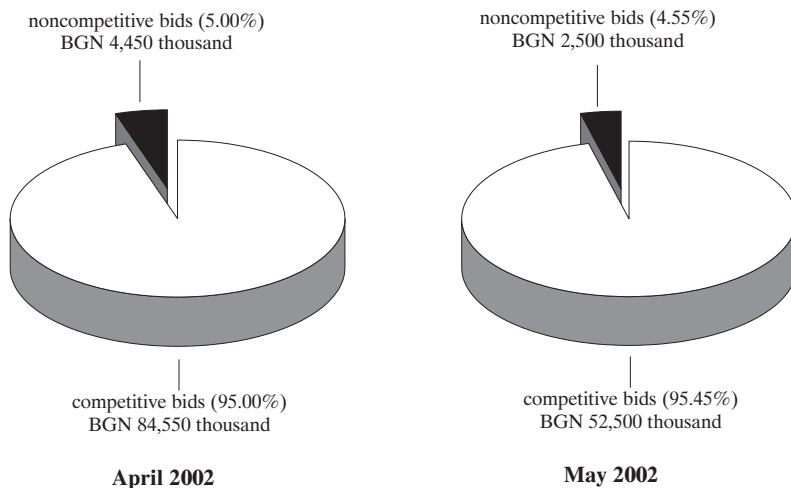 noncompetitive bids (5.00%)
BGN 4,450 thousand
competitive bids (95.00%)
BGN 84,550 thousand
April 2002
noncompetitive bids (4.55%)
BGN 2,500 thousand
competitive bids (95.45%)
BGN 52,500 thousand
May 2002